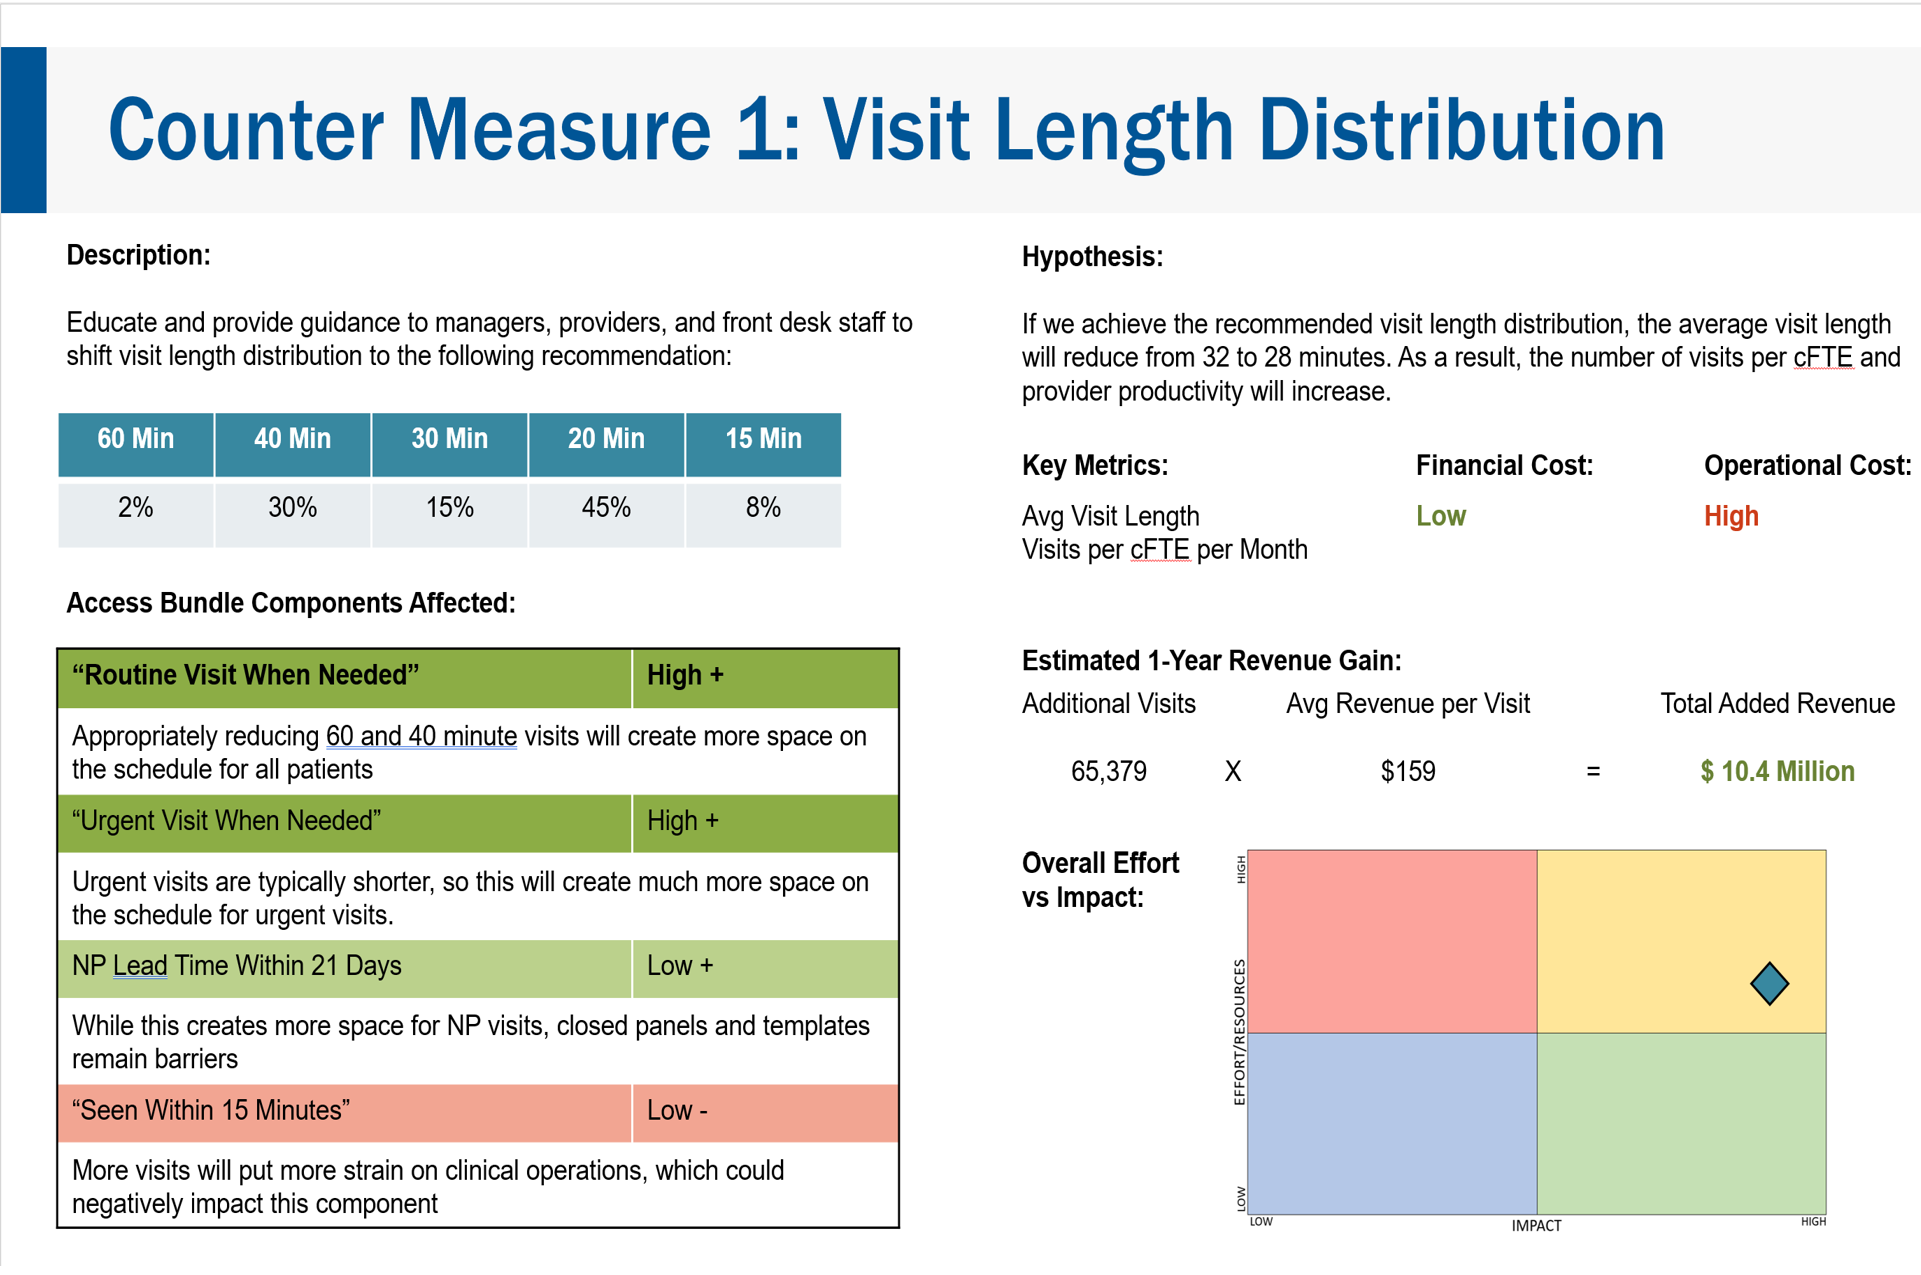 Counter Measure 1: Visit Length Distribution
Description:
Educate and provide guidance to managers, providers, and front desk staff to
shift visit length distribution to the following recommendation:
60 Min 40 Min 30 Min 20 Min 15 Min
2% 30% 15% 45% 8%
Access Bundle Components Affected:
“Routine Visit When Needed” High +
Appropriately reducing 60 and 40 minute visits will create more space on
the schedule for all patients
“Urgent Visit When Needed” High +
Urgent visits are typically shorter, so this will create much more space on
the schedule for urgent visits.
NP Lead Time Within 21 Days Low +
While this creates more space for NP visits, closed panels and templates
remain barriers
“Seen Within 15 Minutes” Low -
More visits will put more strain on clinical operations, which could
negatively impact this component
Hypothesis:
If we achieve the recommended visit length distribution, the average visit length
will reduce from 32 to 28 minutes. As a result, the number of visits per cFTE and
provider productivity will increase.
Key Metrics: Financial Cost: Operational Cost:
Avg Visit Length Low High
Visits per cFTE per Month
Estimated 1-Year Revenue Gain:
Additional Visits Avg Revenue per Visit Total Added Revenue
65,379 X $159 = $ 10.4 Million
Overall Effort
vs Impact:
HIGH
EFFORT/RESOURCES
LOW
LOW IMPACT HIGH